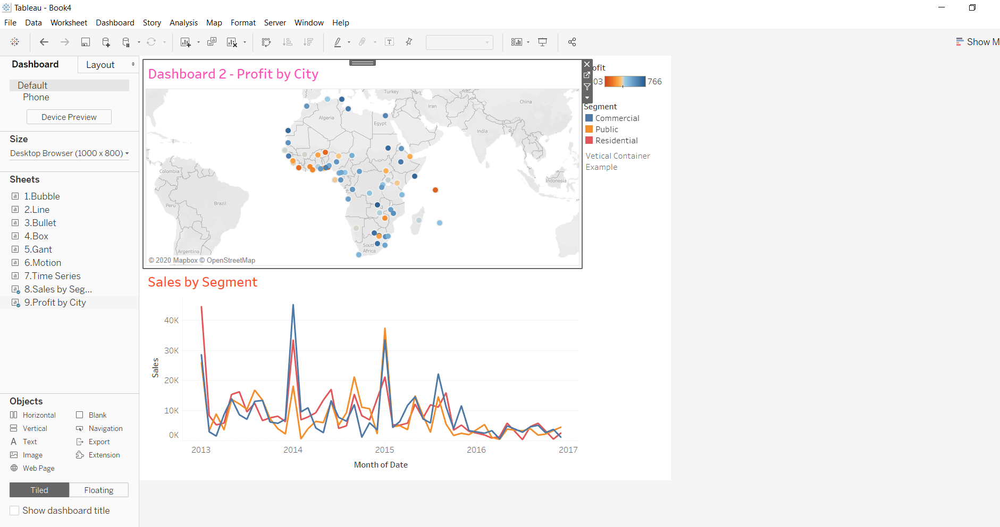 Tableau - Book4
File Data Worksheet Dashboard Story Analysis Map Format Server Window Help
Show M
Dashboard Layout
Default
Phone
Device Preview
Size
Desktop Browser (1000 x 800)
Sheets
1.Bubble
2.Line
3.Bullet
4.Box
5.Gant
6.Motion
7.Time Series
8.Sales by Seg...
9.Profit by City
Objects
Horizontal Blank
Vertical Navigation
Text Export
Image Extension
Web Page
Tiled Floating
Show dashboard title
Dashboard 2 - Profit by City
Turkey
China
Iran
Algeria
Egypt
India
Colombia
Indonesia
Peru
Brazil
South
Africa
Argentina
© 2020 Mapbox © OpenStreetMap
ofit
03 766
Segment
Commercial
Public
Residential
Vetical Container
Example
Sales by Segment
40K
30K
20K
10K
0K
Sales
2013 2014 2015 2016 2017
Month of Date